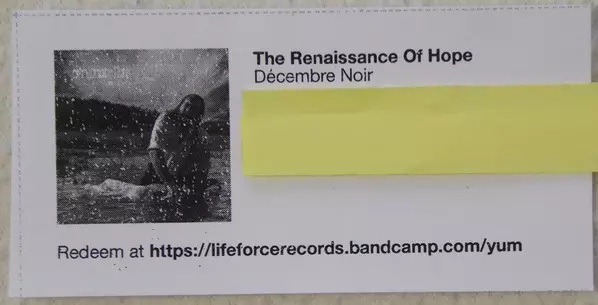 The Renaissance Of Hope
Décembre Noir
Redeem at https://lifeforcerecords.bandcamp.com/yum